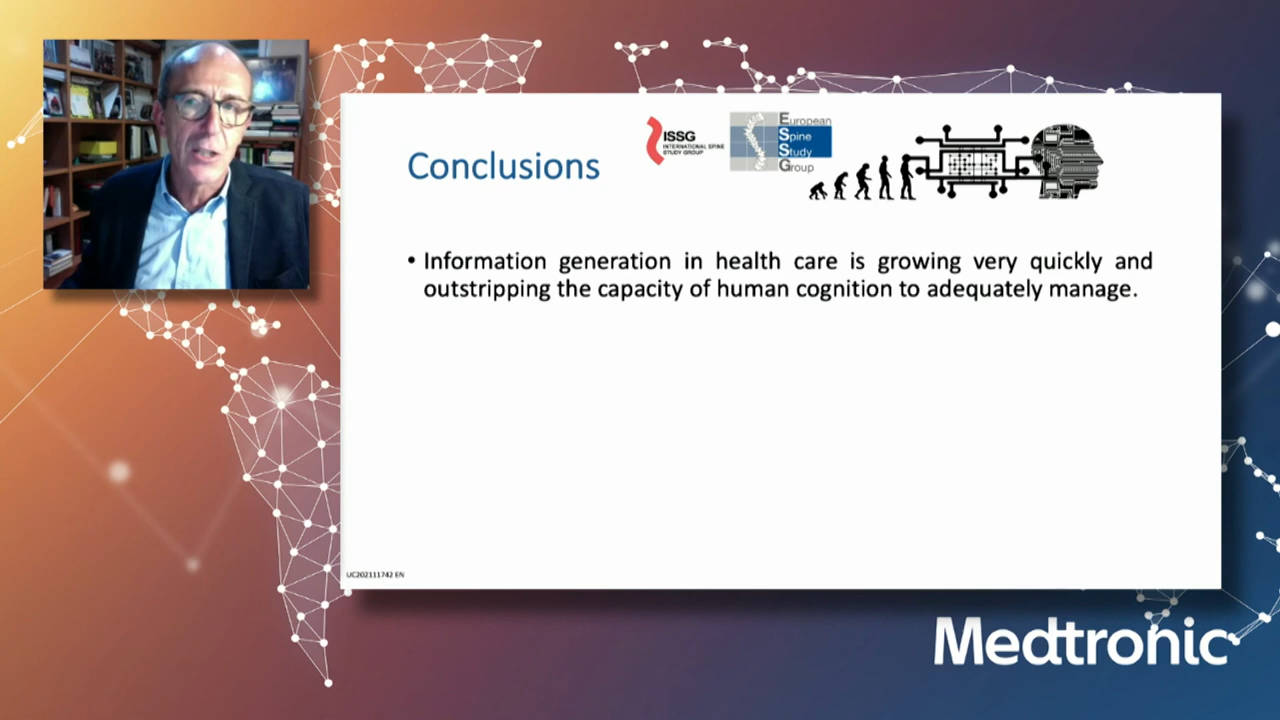 Conclusions
ISSG
INTERNATIONAL SPINE
STUDY GROUP
European
Spine
Study
Group
• Information generation in health care is growing very quickly and
outstripping the capacity of human cognition to adequately manage.
UC202111742 EN
Medtronic